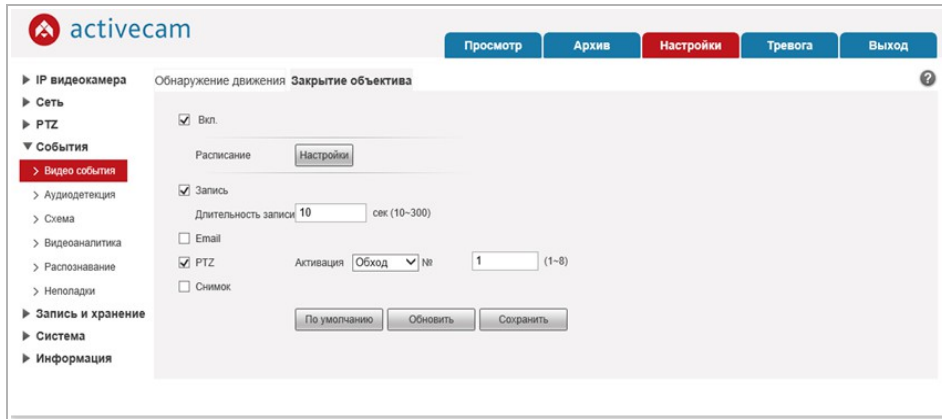 activecam
Просмотр Архив Настройки Тревога Выход
IP видеокамера
Сеть
PTZ
События
Видео события
Аудиодетекция
Схема
Видеоаналитика
Распознавание
Неполадки
Запись и хранение
Система
Информация
Обнаружение движения Закрытие объектива ?
Вкл.
Расписание Настройки
Запись
Длительность записи 10 сек (10~300)
Email
PTZ Активация Обход № 1 (1~8)
Снимок
По умолчанию Обновить Сохранить